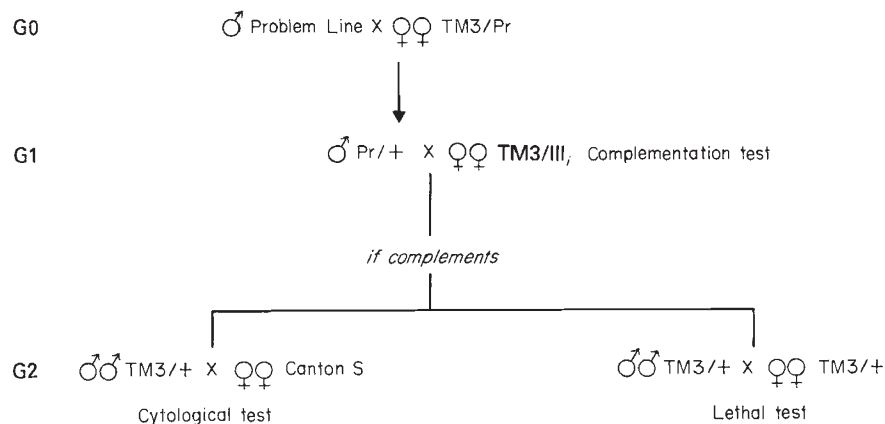 G0 ♂ Problem Line X ♀♀ TM3/Pr
G1 ♂ Pr/+ x ♀♀ TM3/III; Complementation test
if complements
G2 ♂♂ TM3/+ x ♀♀ Canton S ♂♂ TM3/+ x ♀♀ TM3/+
Cytological test Lethal test